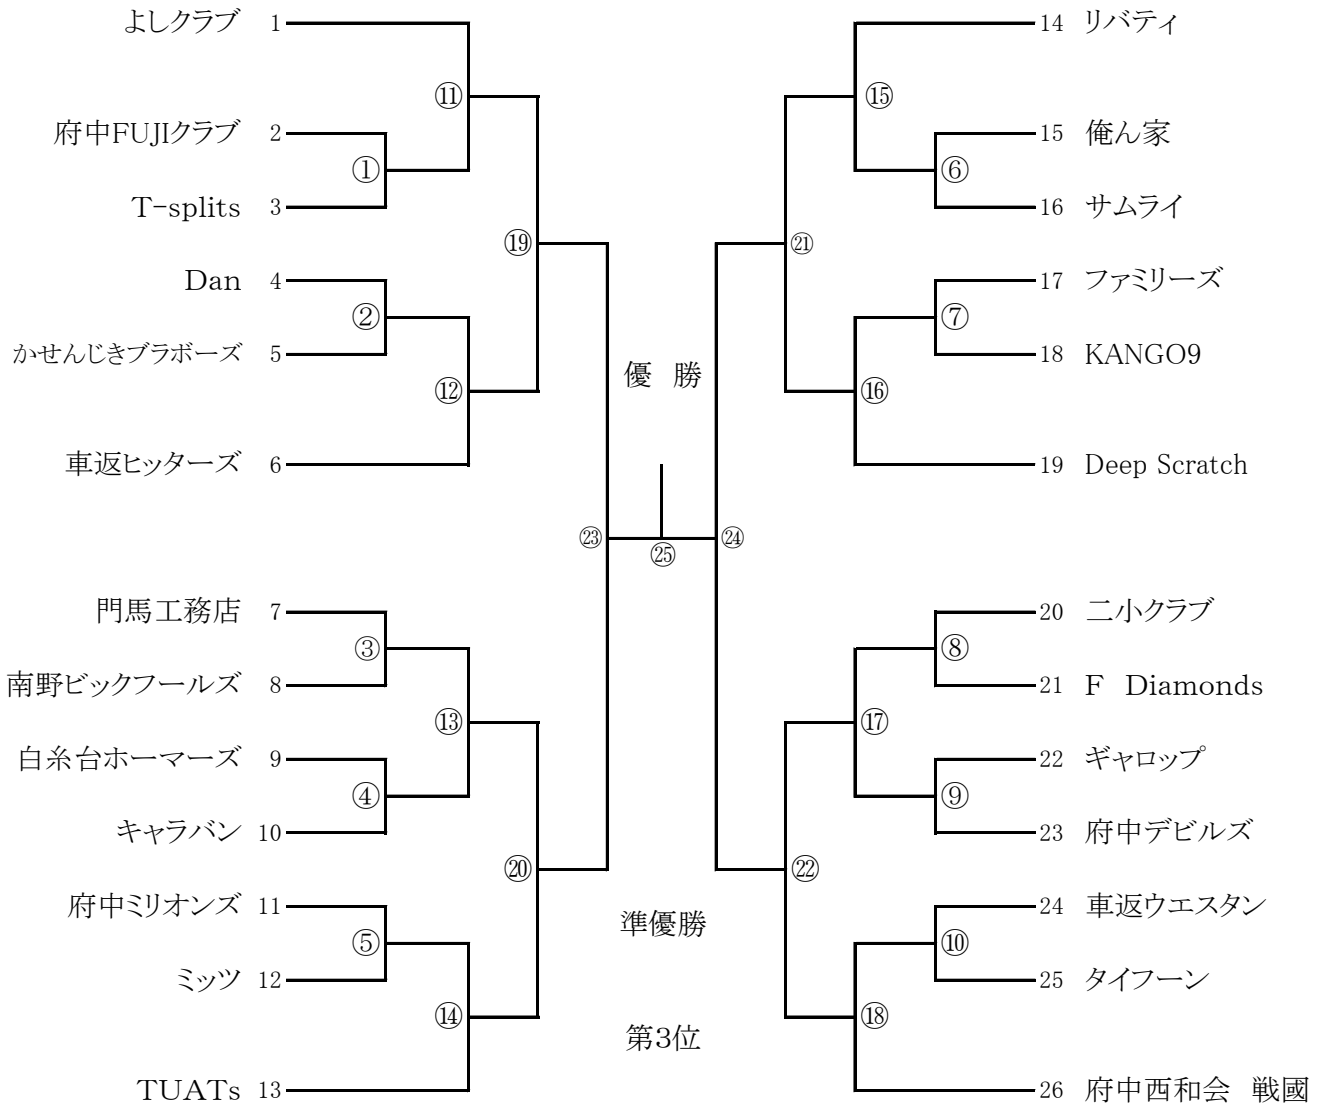 よしクラブ 1
⑪
府中FUJIクラブ 2
①
T-splits 3
⑲
Dan 4
②
かせんじきブラボーズ 5
⑫
車返ヒッターズ 6
㉓
門馬工務店 7
③
南野ビックフールズ 8
⑬
白糸台ホーマーズ 9
④
キャラバン 10
⑳
府中ミリオンズ 11
⑤
ミッツ 12
⑭
TUATs 13
優 勝
㉕
準優勝
第3位
14 リバティ
⑮
15 俺ん家
⑥
16 サムライ
㉑
17 ファミリーズ
⑦
18 KANGO9
⑯
19 Deep Scratch
㉔
20 二小クラブ
⑧
21 F Diamonds
⑰
22 ギャロップ
⑨
23 府中デビルズ
㉒
24 車返ウエスタン
⑩
25 タイフーン
⑱
26 府中西和会 戦國